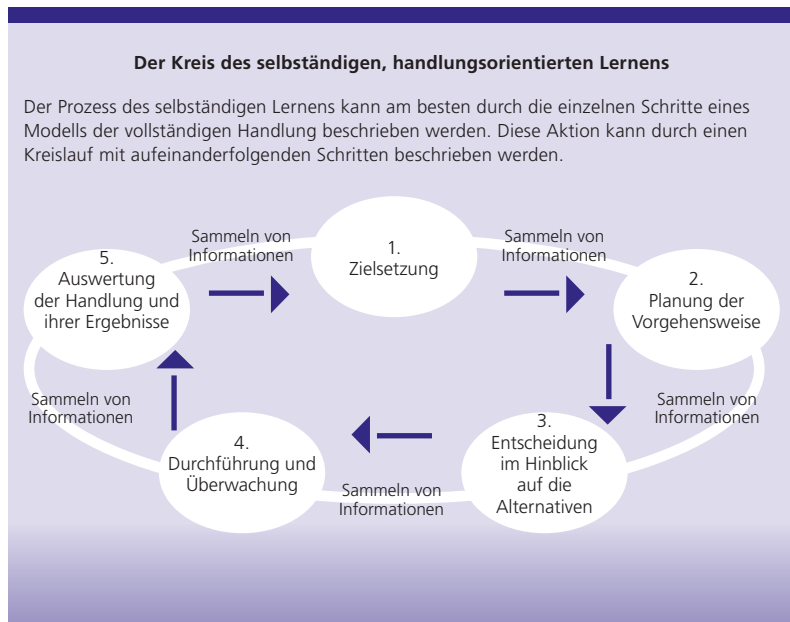 Der Kreis des selbständigen, handlungsorientierten Lernens
Der Prozess des selbständigen Lernens kann am besten durch die einzelnen Schritte eines
Modells der vollständigen Handlung beschrieben werden. Diese Aktion kann durch einen
Kreislauf mit aufeinanderfolgenden Schritten beschrieben werden.
1.
Zielsetzung
Sammeln von
Informationen
2.
Planung der
Vorgehensweise
Sammeln von
Informationen
3.
Entscheidung
im Hinblick
auf die
Alternativen
Sammeln von
Informationen
4.
Durchführung und
Überwachung
Sammeln von
Informationen
5.
Auswertung
der Handlung und
ihrer Ergebnisse
Sammeln von
Informationen